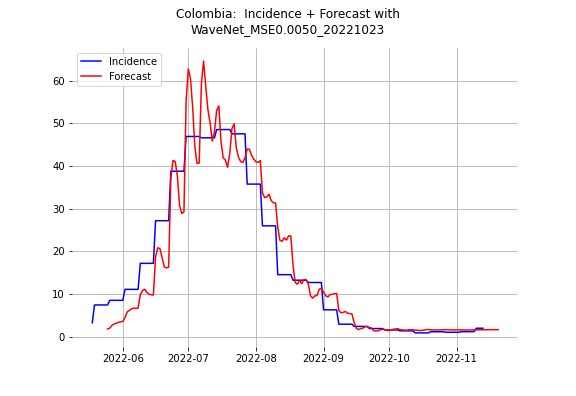 Colombia:  Incidence + Forecast with
WaveNet_MSE0.0050_20221023
Incidence
Forecast
60
50
40
30
20
10
0
2022-06 2022-07 2022-08 2022-09 2022-10 2022-11